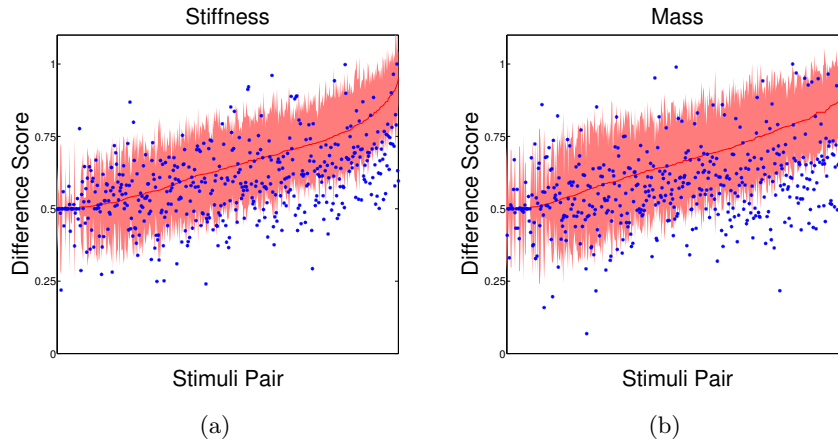 Stiffness
Difference Score
1
0.75
0.5
0.25
0
Stimuli Pair
(a)
Mass
Difference Score
1
0.75
0.5
0.25
0
Stimuli Pair
(b)